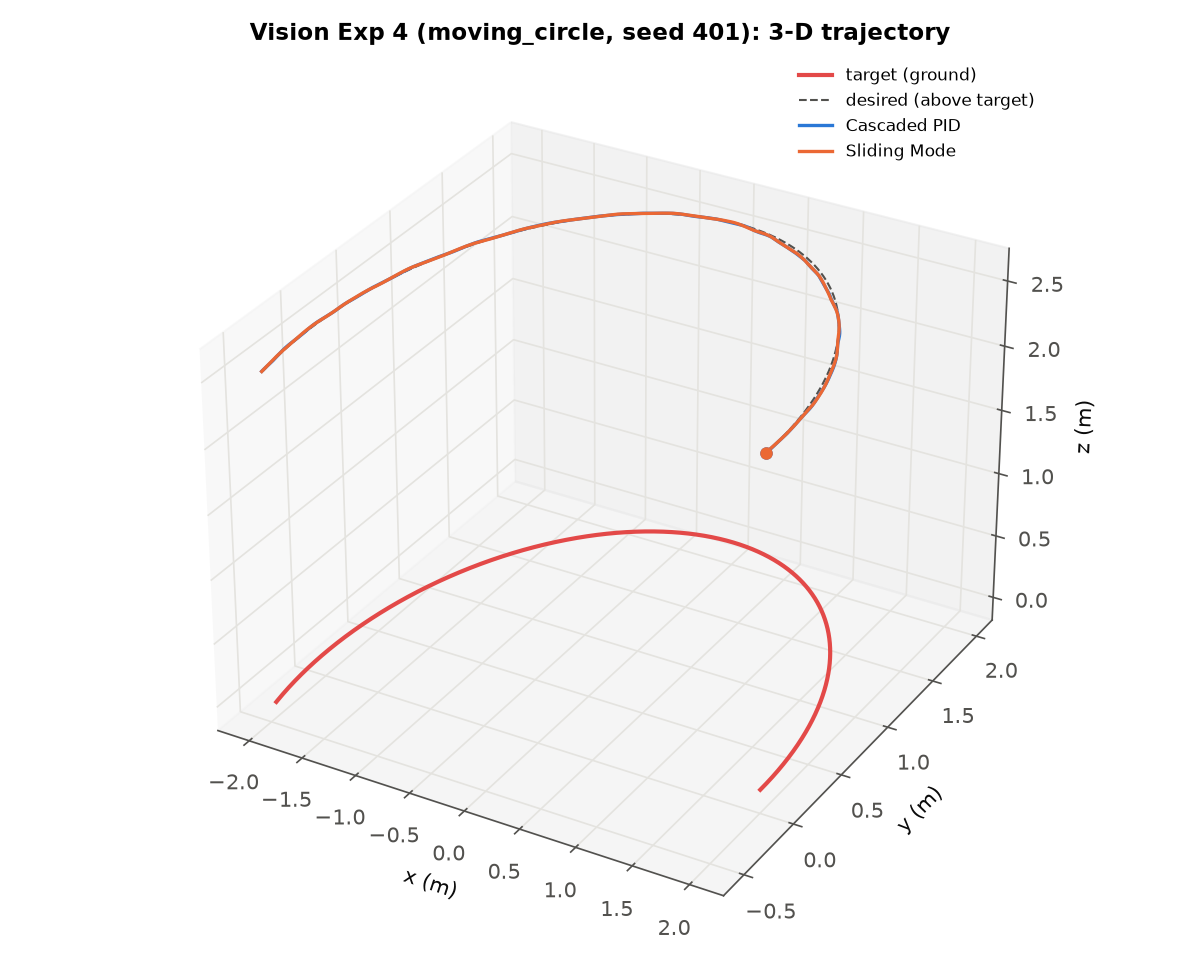 Vision Exp 4 (moving_circle, seed 401): 3-D trajectory
target (ground)
desired (above target)
Cascaded PID
Sliding Mode
2.5
2.0
1.5
1.0
0.5
0.0
z (m)
2.0
1.5
1.0
0.5
0.0
−0.5
y (m)
−2.0
−1.5
−1.0
−0.5
0.0
0.5
1.0
1.5
2.0
x (m)